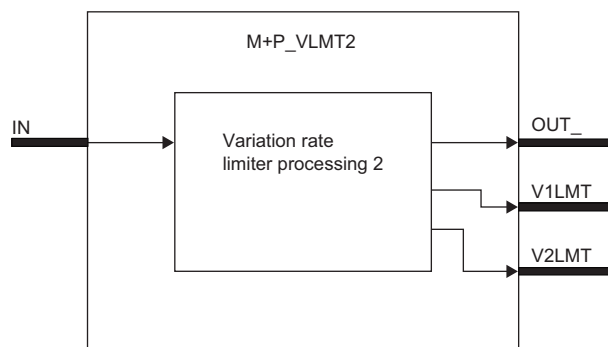 M+P_VLMT2
IN
Variation rate
limiter processing 2
OUT_
V1LMT
V2LMT